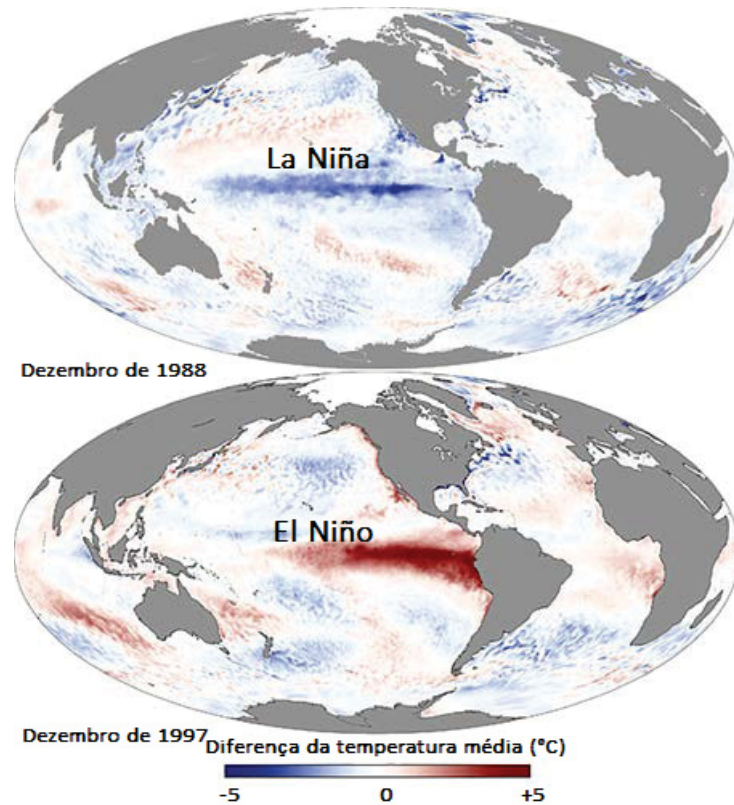 La Niña
Dezembro de 1988
El Niño
Dezembro de 1997
Diferença da temperatura média (°C)
-5 0 +5